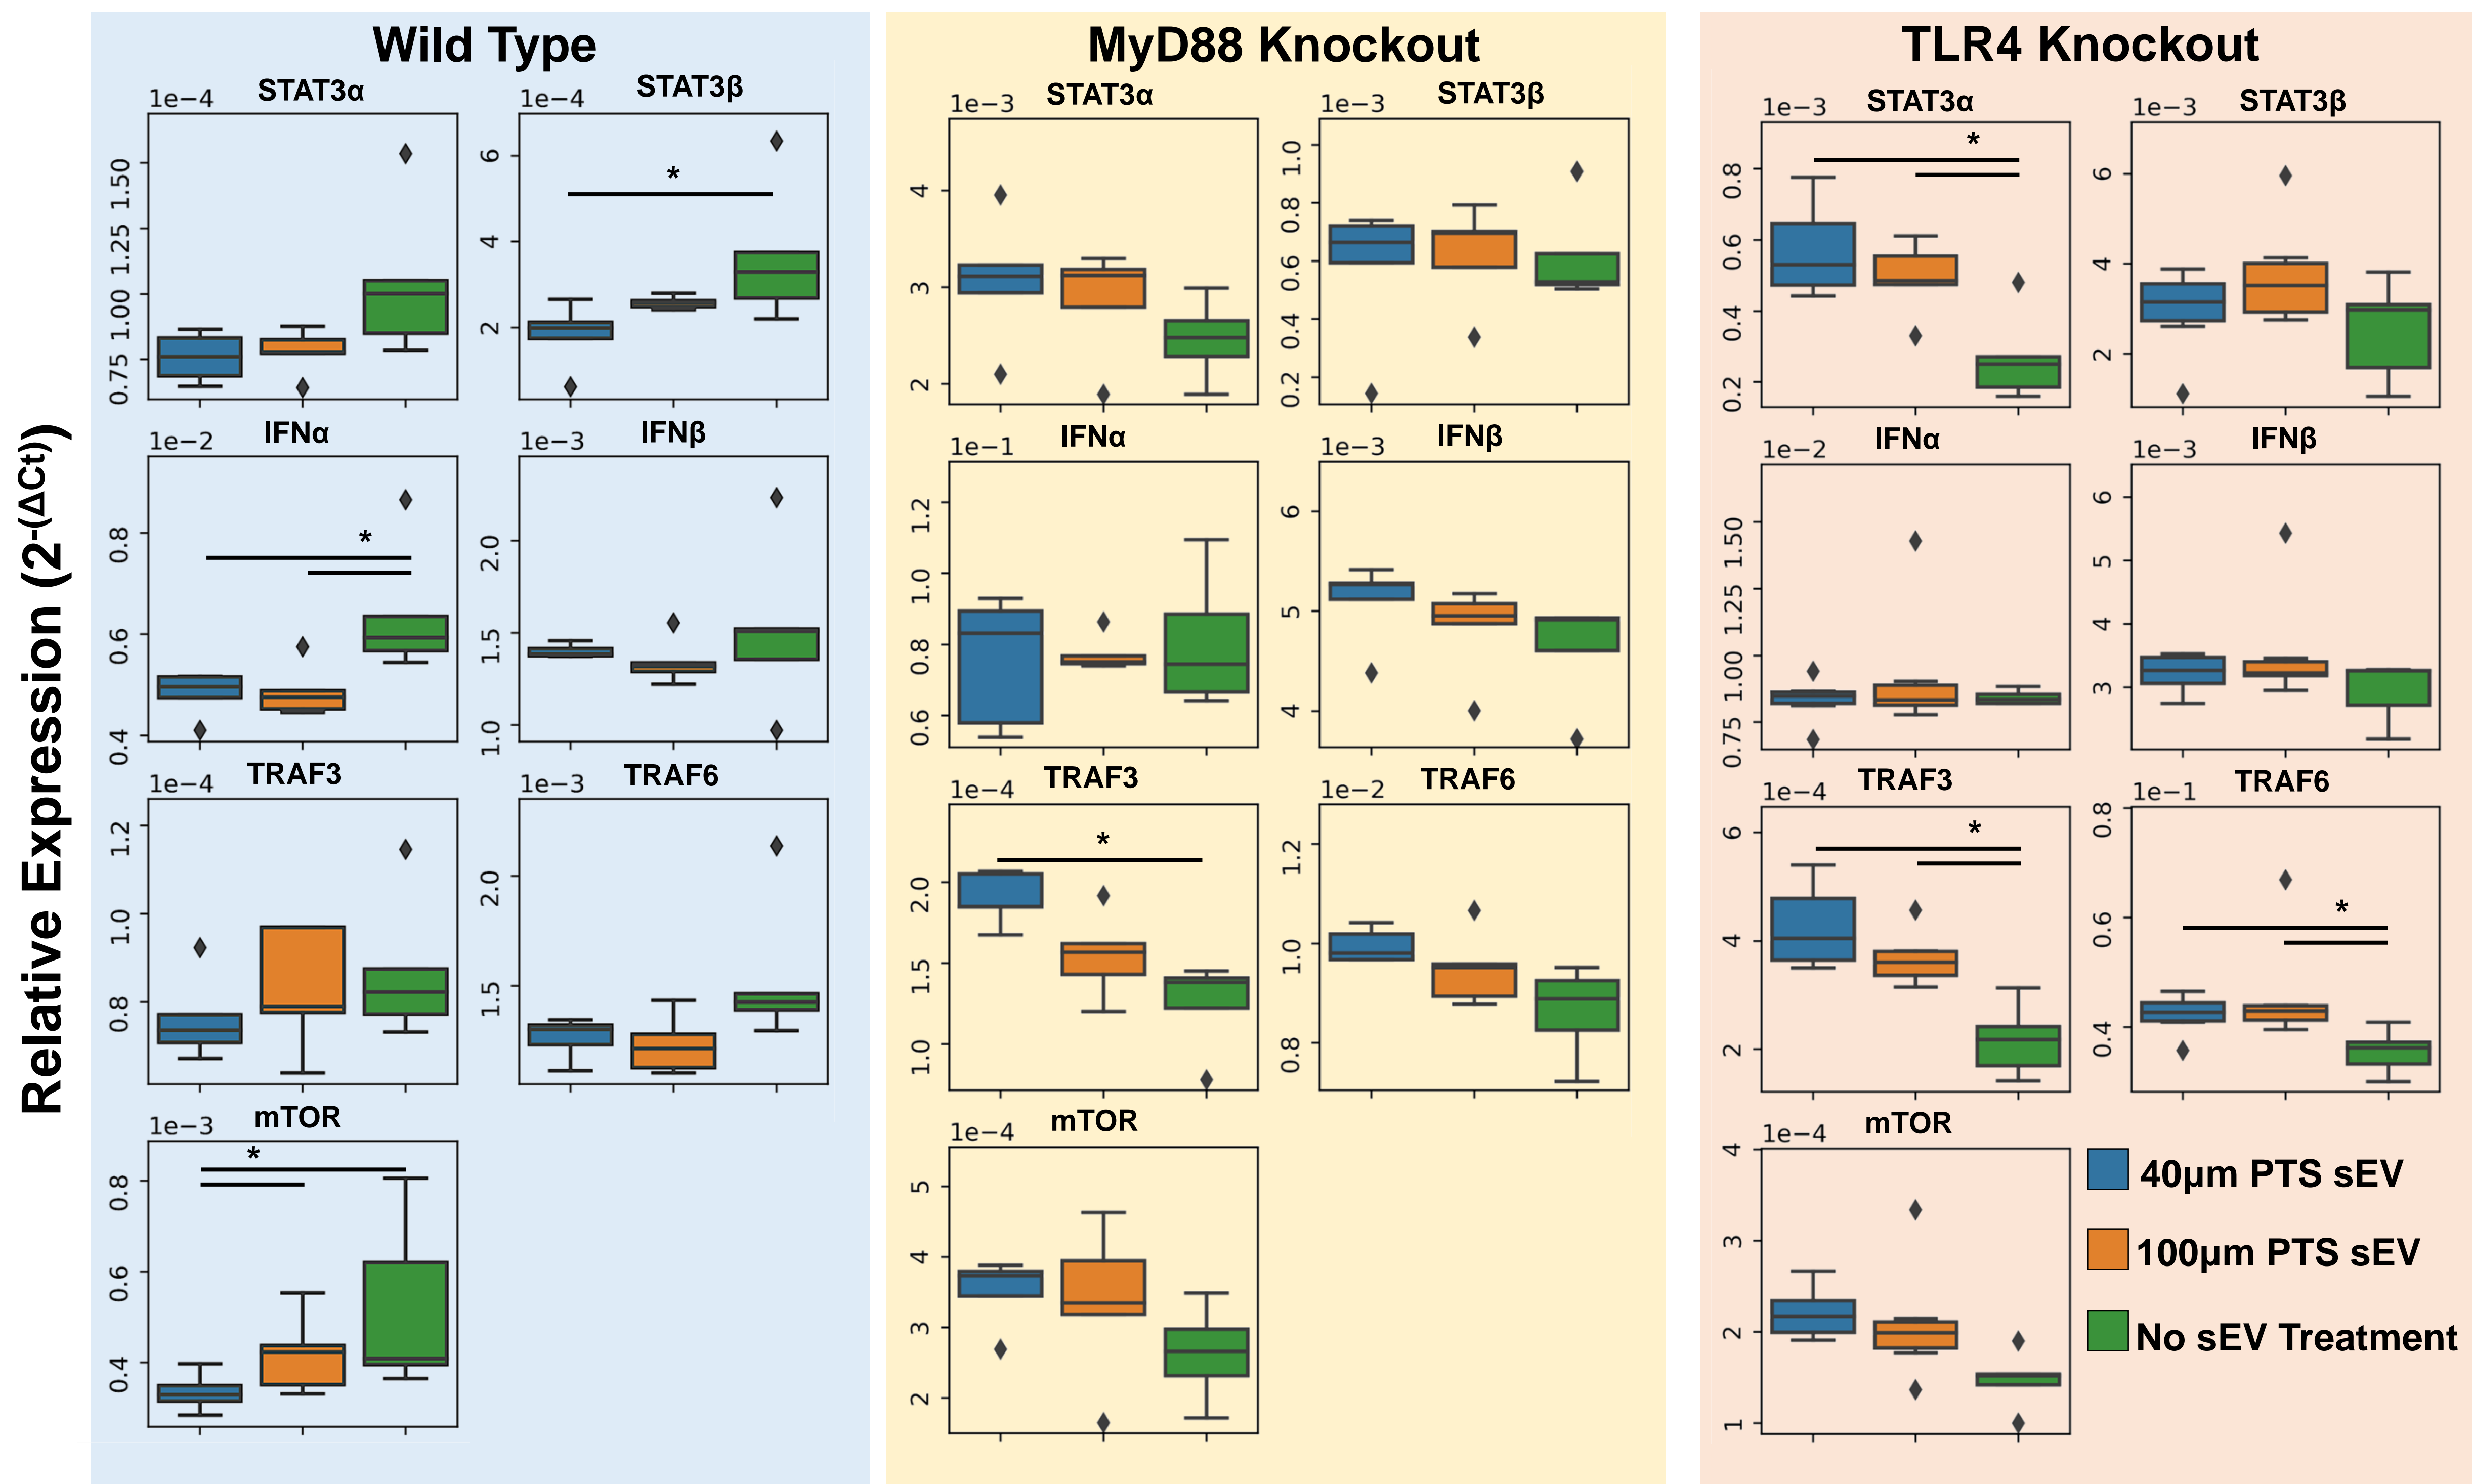 Wild Type
MyD88 Knockout
TLR4 Knockout
Relative Expression (2-(ΔCt))
STAT3α
1e−4
1.50
1.25
1.00
0.75
STAT3β
1e−4
*
6
4
2
IFNα
1e−2
*
0.8
0.6
0.4
IFNβ
1e−3
2.0
1.5
1.0
TRAF3
1e−4
1.2
1.0
0.8
TRAF6
1e−3
2.0
1.5
mTOR
1e−3
*
0.8
0.6
0.4
STAT3α
1e−3
4
3
2
STAT3β
1e−3
1.0
0.8
0.6
0.4
0.2
IFNα
1e−1
1.2
1.0
0.8
0.6
IFNβ
1e−3
6
5
4
TRAF3
1e−4
*
2.0
1.5
1.0
TRAF6
1e−2
1.2
1.0
0.8
mTOR
1e−4
5
4
3
2
STAT3α
1e−3
*
0.8
0.6
0.4
0.2
STAT3β
1e−3
6
4
2
IFNα
1e−2
1.50
1.25
1.00
0.75
IFNβ
1e−3
6
5
4
3
TRAF3
1e−4
*
6
4
2
TRAF6
1e−1
*
0.8
0.6
0.4
mTOR
1e−4
4
3
2
1
40μm PTS sEV
100μm PTS sEV
No sEV Treatment